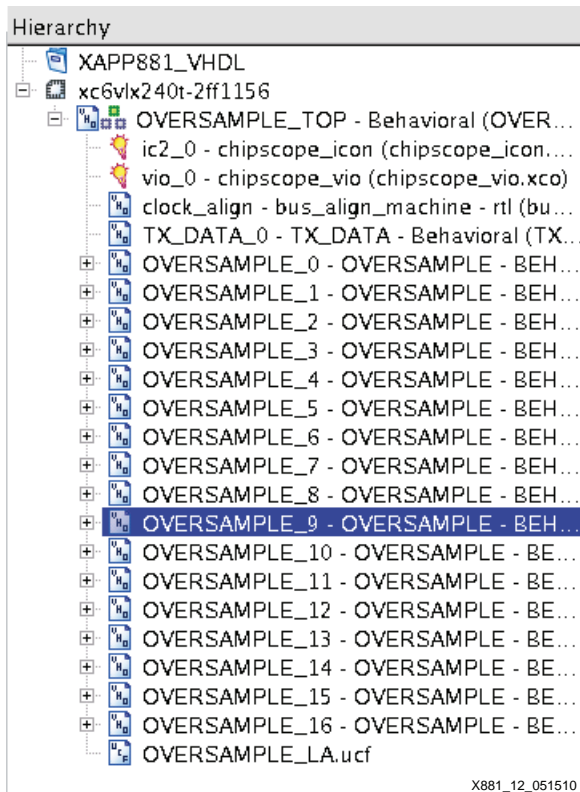 Hierarchy
XAPP881_VHDL
xc6vlx240t-2ff1156
OVERSAMPLE_TOP - Behavioral (OVER...
ic2_0 - chipscope_icon (chipscope_icon....
vio_0 - chipscope_vio (chipscope_vio.xco)
clock_align - bus_align_machine - rtl (bu...
TX_DATA_0 - TX_DATA - Behavioral (TX...
OVERSAMPLE_0 - OVERSAMPLE - BEH...
OVERSAMPLE_1 - OVERSAMPLE - BEH...
OVERSAMPLE_2 - OVERSAMPLE - BEH...
OVERSAMPLE_3 - OVERSAMPLE - BEH...
OVERSAMPLE_4 - OVERSAMPLE - BEH...
OVERSAMPLE_5 - OVERSAMPLE - BEH...
OVERSAMPLE_6 - OVERSAMPLE - BEH...
OVERSAMPLE_7 - OVERSAMPLE - BEH...
OVERSAMPLE_8 - OVERSAMPLE - BEH...
OVERSAMPLE_9 - OVERSAMPLE - BEH...
OVERSAMPLE_10 - OVERSAMPLE - BE...
OVERSAMPLE_11 - OVERSAMPLE - BE...
OVERSAMPLE_12 - OVERSAMPLE - BE...
OVERSAMPLE_13 - OVERSAMPLE - BE...
OVERSAMPLE_14 - OVERSAMPLE - BE...
OVERSAMPLE_15 - OVERSAMPLE - BE...
OVERSAMPLE_16 - OVERSAMPLE - BE...
OVERSAMPLE_LA.ucf
X881_12_051510